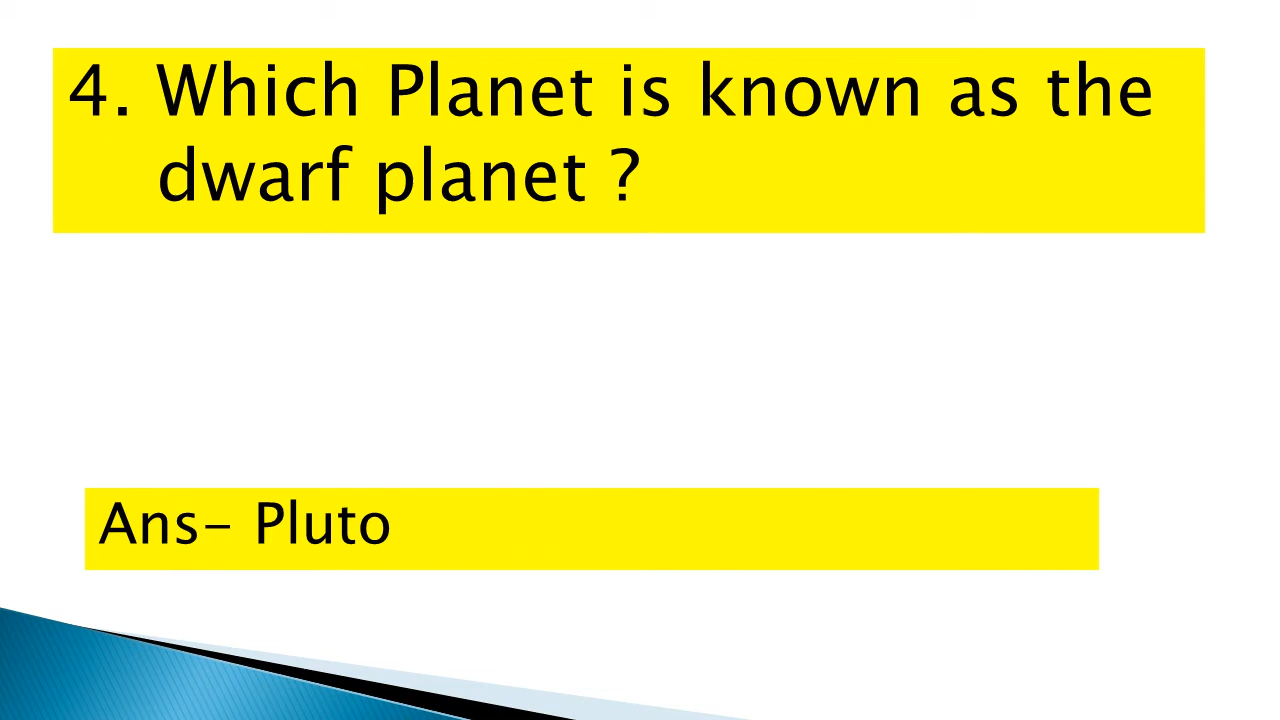 4. Which Planet is known as the
dwarf planet ?
Ans- Pluto